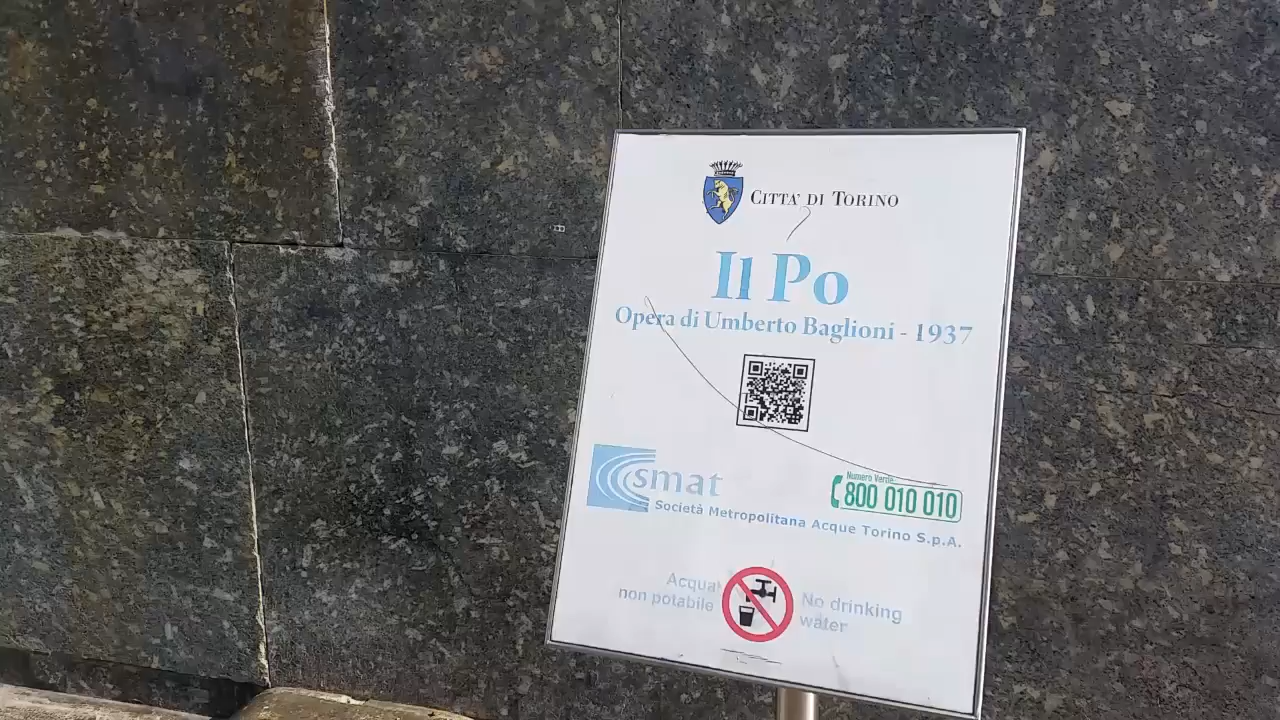 CITTA' DI TORINO
Il Po
Opera di Umberto Baglioni - 1937
smat
Società Metropolitana Acque Torino S.p.A.
Numero Verde
800 010 010
Acqua
non potabile
No drinking
water